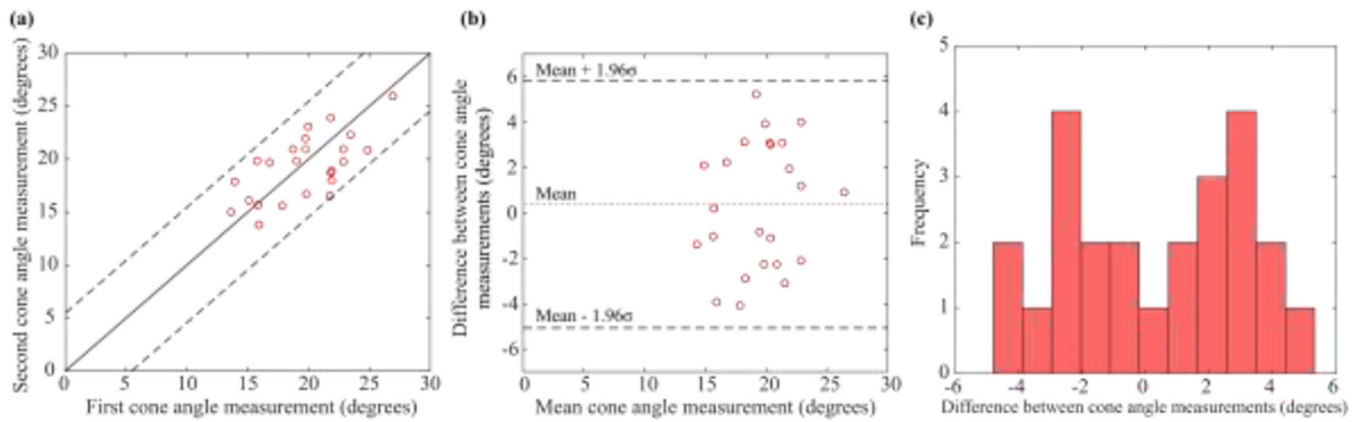 (a)
Second cone angle measurement (degrees)
30
25
20
15
10
5
0
0 5 10 15 20 25 30
First cone angle measurement (degrees)
(b)
Difference between cone angle
measurements (degrees)
6
4
2
0
-2
-4
-6
Mean + 1.96σ
Mean
Mean - 1.96σ
0 5 10 15 20 25 30
Mean cone angle measurement (degrees)
(c)
Frequency
5
4
3
2
1
0
-6 -4 -2 0 2 4 6
Difference between cone angle measurements (degrees)